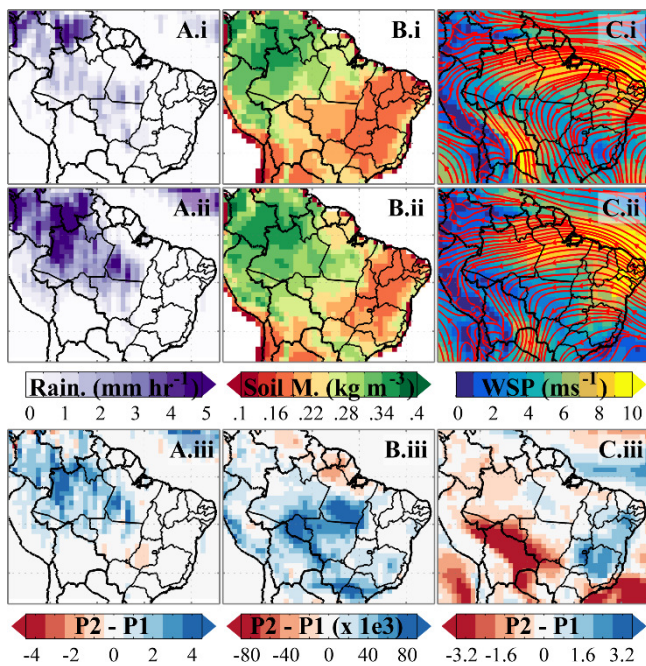 A.i B.i C.i
A.ii B.ii C.ii
Rain. (mm hr⁻¹) Soil M. (kg m⁻³) WSP (ms⁻¹)
0 1 2 3 4 5 .1 .16 .22 .28 .34 .4 0 2 4 6 8 10
A.iii B.iii C.iii
P2 - P1 P2 - P1 (x 1e3) P2 - P1
-4 -2 0 2 4 -80 -40 0 40 80 -3.2 -1.6 0 1.6 3.2